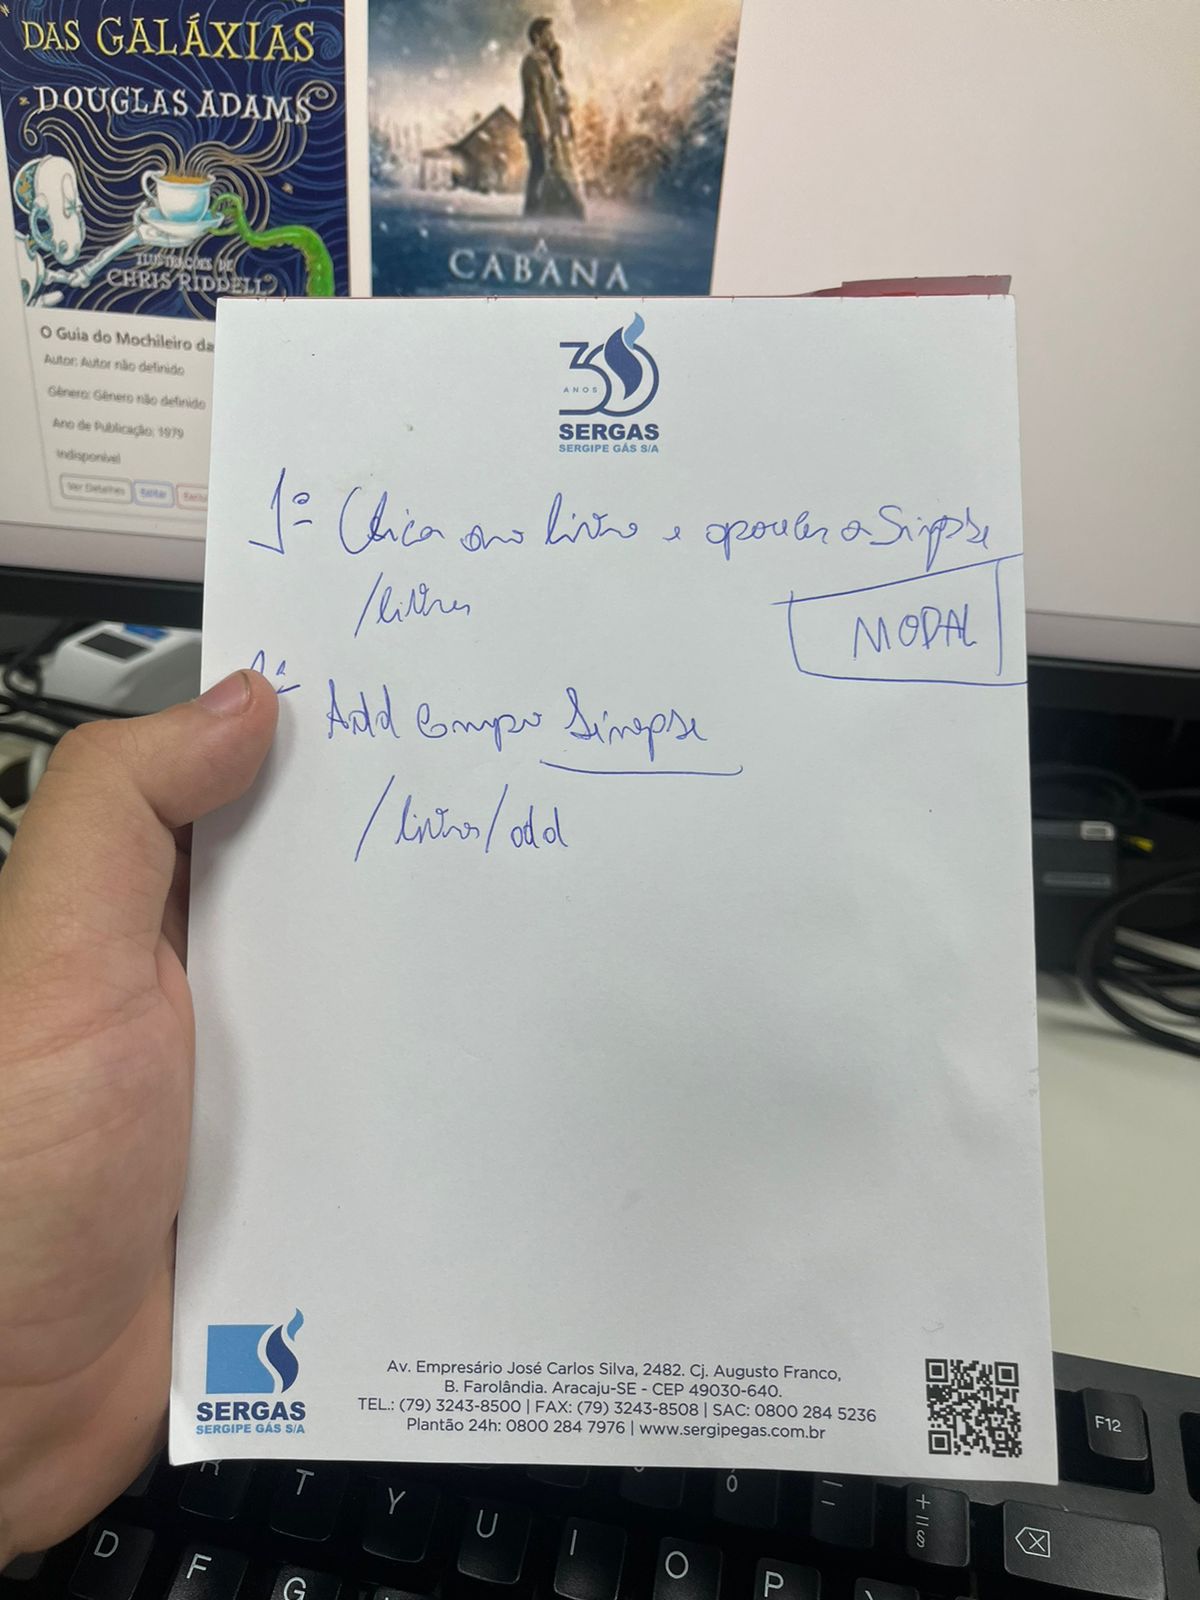 DAS GALÁXIAS
DOUGLAS ADAMS
ILUSTRAÇÕES DE
CHRIS RIDDELL
A
CABANA
O Guia do Mochileiro da
Autor: Autor não definido
Gênero: Gênero não definido
Ano de Publicação: 1979
Indisponível
Ver Detalhes Editar
30
ANOS
SERGAS
SERGIPE GÁS S/A
1º Clica no livro e aparecer a Sinopse
/livros
MODAL
Add Campo Sinopse
/livros/add
SERGAS
SERGIPE GÁS S/A
Av. Empresário José Carlos Silva, 2482. Cj. Augusto Franco,
B. Farolândia. Aracaju-SE - CEP 49030-640.
TEL.: (79) 3243-8500 | FAX: (79) 3243-8508 | SAC: 0800 284 5236
Plantão 24h: 0800 284 7976 | www.sergipegas.com.br
F12
R T Y U I O P
D F G